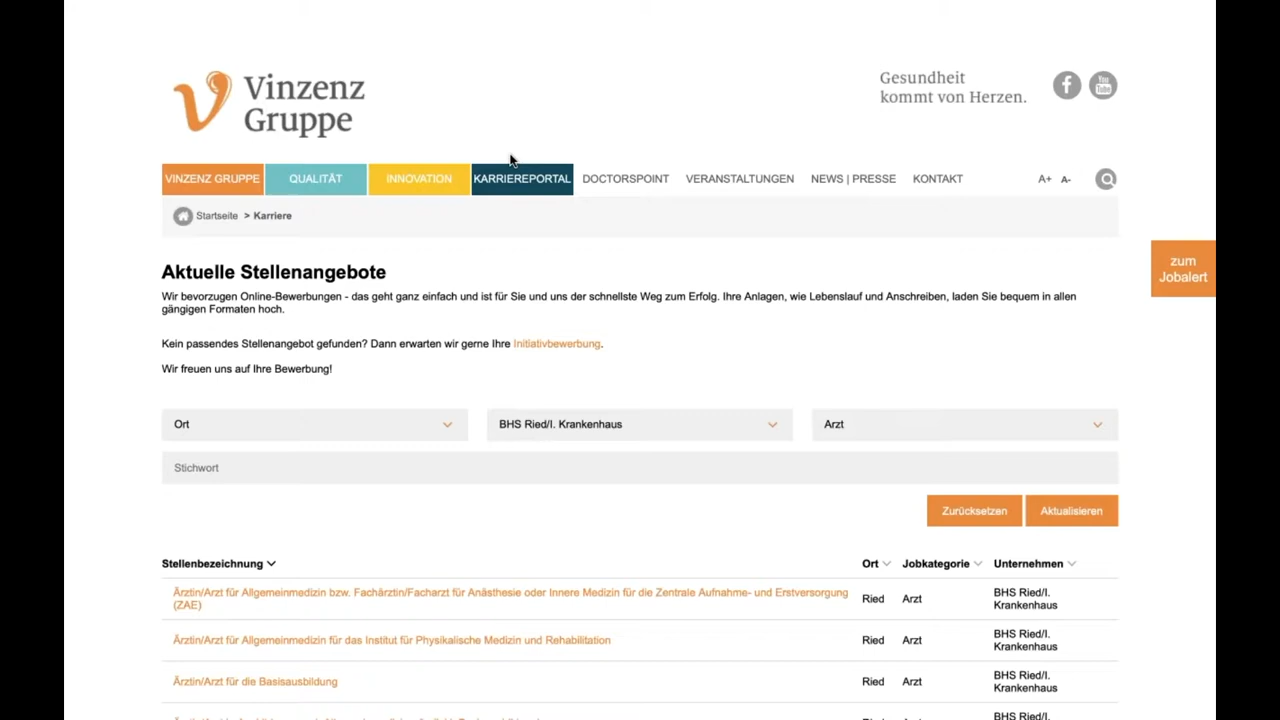 Vinzenz
Gruppe
Gesundheit
kommt von Herzen.
You
Tube
VINZENZ GRUPPE
QUALITÄT
INNOVATION
KARRIEREPORTAL
DOCTORSPOINT
VERANSTALTUNGEN
NEWS | PRESSE
KONTAKT
A+ A-
Startseite > Karriere
zum
Jobalert
Aktuelle Stellenangebote
Wir bevorzugen Online-Bewerbungen - das geht ganz einfach und ist für Sie und uns der schnellste Weg zum Erfolg. Ihre Anlagen, wie Lebenslauf und Anschreiben, laden Sie bequem in allen
gängigen Formaten hoch.
Kein passendes Stellenangebot gefunden? Dann erwarten wir gerne Ihre Initiativbewerbung.
Wir freuen uns auf Ihre Bewerbung!
Ort
BHS Ried/I. Krankenhaus
Arzt
Stichwort
Zurücksetzen
Aktualisieren
Stellenbezeichnung
Ort
Jobkategorie
Unternehmen
Ärztin/Arzt für Allgemeinmedizin bzw. Fachärztin/Facharzt für Anästhesie oder Innere Medizin für die Zentrale Aufnahme- und Erstversorgung
(ZAE)
Ried
Arzt
BHS Ried/I.
Krankenhaus
Ärztin/Arzt für Allgemeinmedizin für das Institut für Physikalische Medizin und Rehabilitation
Ried
Arzt
BHS Ried/I.
Krankenhaus
Ärztin/Arzt für die Basisausbildung
Ried
Arzt
BHS Ried/I.
Krankenhaus
BHS Ried/I.